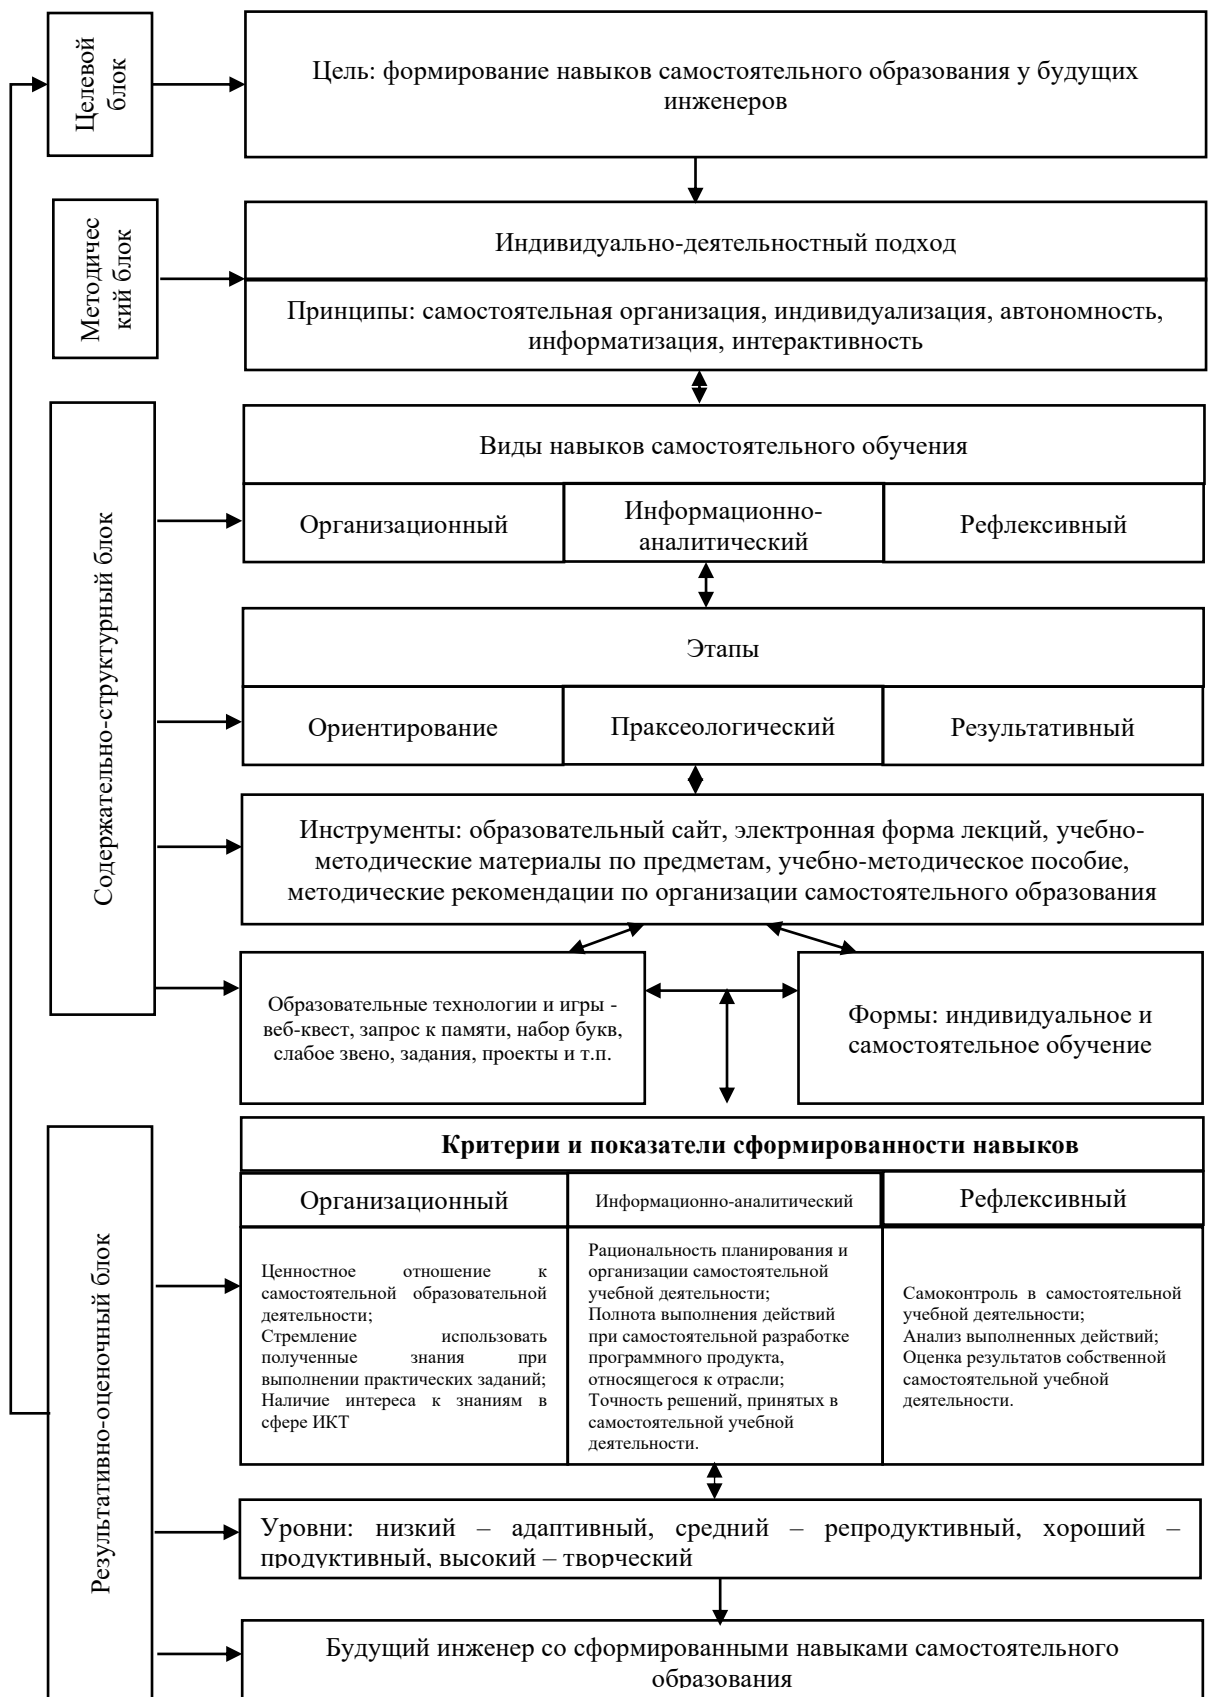 Целевой
блок
Цель: формирование навыков самостоятельного образования у будущих
инженеров
Методичес
кий блок
Индивидуально-деятельностный подход
Принципы: самостоятельная организация, индивидуализация, автономность,
информатизация, интерактивность
Содержательно-структурный блок
Виды навыков самостоятельного обучения
Организационный
Информационно-
аналитический
Рефлексивный
Этапы
Ориентирование
Праксеологический
Результативный
Инструменты: образовательный сайт, электронная форма лекций, учебно-
методические материалы по предметам, учебно-методическое пособие,
методические рекомендации по организации самостоятельного образования
Образовательные технологии и игры -
веб-квест, запрос к памяти, набор букв,
слабое звено, задания, проекты и т.п.
Формы: индивидуальное и
самостоятельное обучение
Результативно-оценочный блок
Критерии и показатели сформированности навыков
Организационный
Информационно-аналитический
Рефлексивный
Ценностное отношение к
самостоятельной образовательной
деятельности;
Стремление использовать
полученные знания при
выполнении практических заданий;
Наличие интереса к знаниям в
сфере ИКТ
Рациональность планирования и
организации самостоятельной
учебной деятельности;
Полнота выполнения действий
при самостоятельной разработке
программного продукта,
относящегося к отрасли;
Точность решений, принятых в
самостоятельной учебной
деятельности.
Самоконтроль в самостоятельной
учебной деятельности;
Анализ выполненных действий;
Оценка результатов собственной
самостоятельной учебной
деятельности.
Уровни: низкий – адаптивный, средний – репродуктивный, хороший –
продуктивный, высокий – творческий
Будущий инженер со сформированными навыками самостоятельного
образования